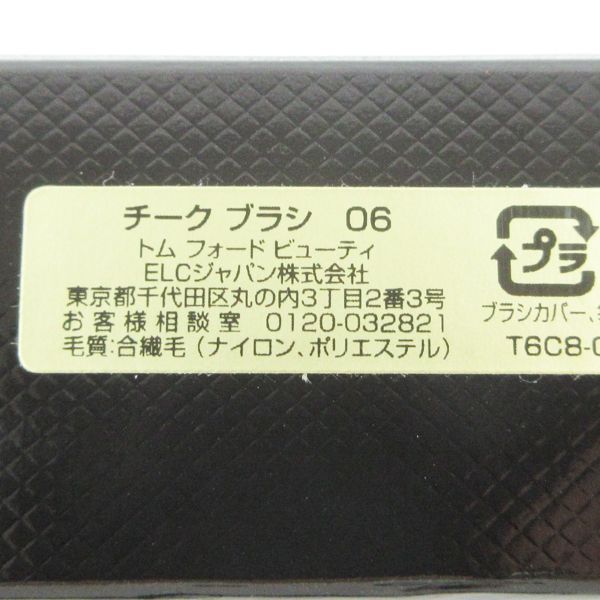 チーク ブラシ 06
トム フォード ビューティ
ELCジャパン株式会社
東京都千代田区丸の内3丁目2番3号
お客様相談室 0120-032821
毛質:合繊毛(ナイロン、ポリエステル)
プラ
ブラシカバー、
T6C8-0